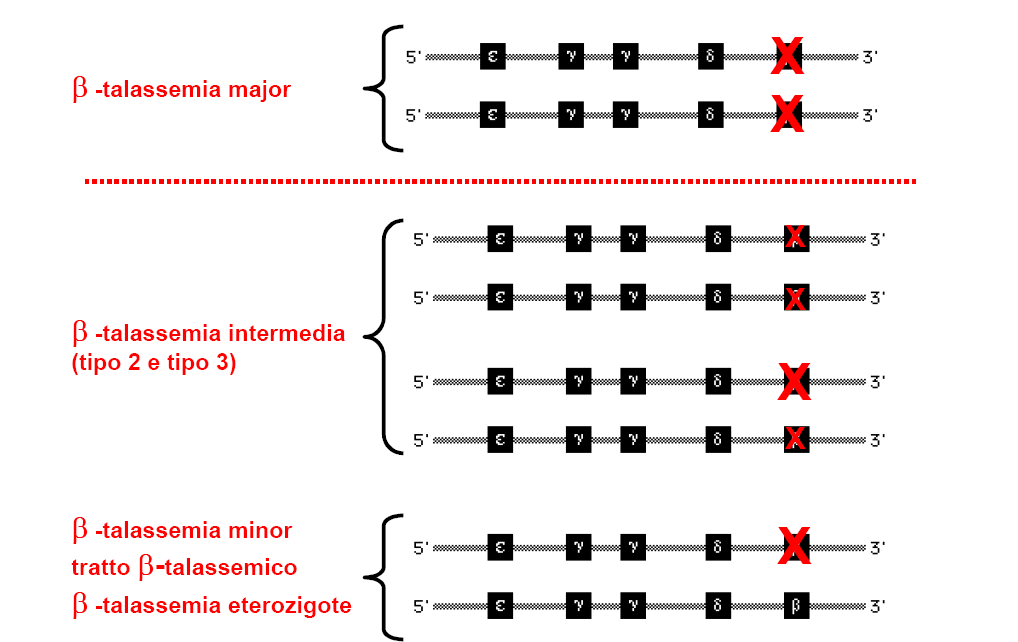 5' ε γ γ δ 3'
β -talassemia major
5' ε γ γ δ 3'
5' ε γ γ δ 3'
5' ε γ γ δ 3'
β -talassemia intermedia
(tipo 2 e tipo 3)
5' ε γ γ δ 3'
5' ε γ γ δ 3'
β -talassemia minor
5' ε γ γ δ 3'
tratto β-talassemico
β -talassemia eterozigote
5' ε γ γ δ β 3'